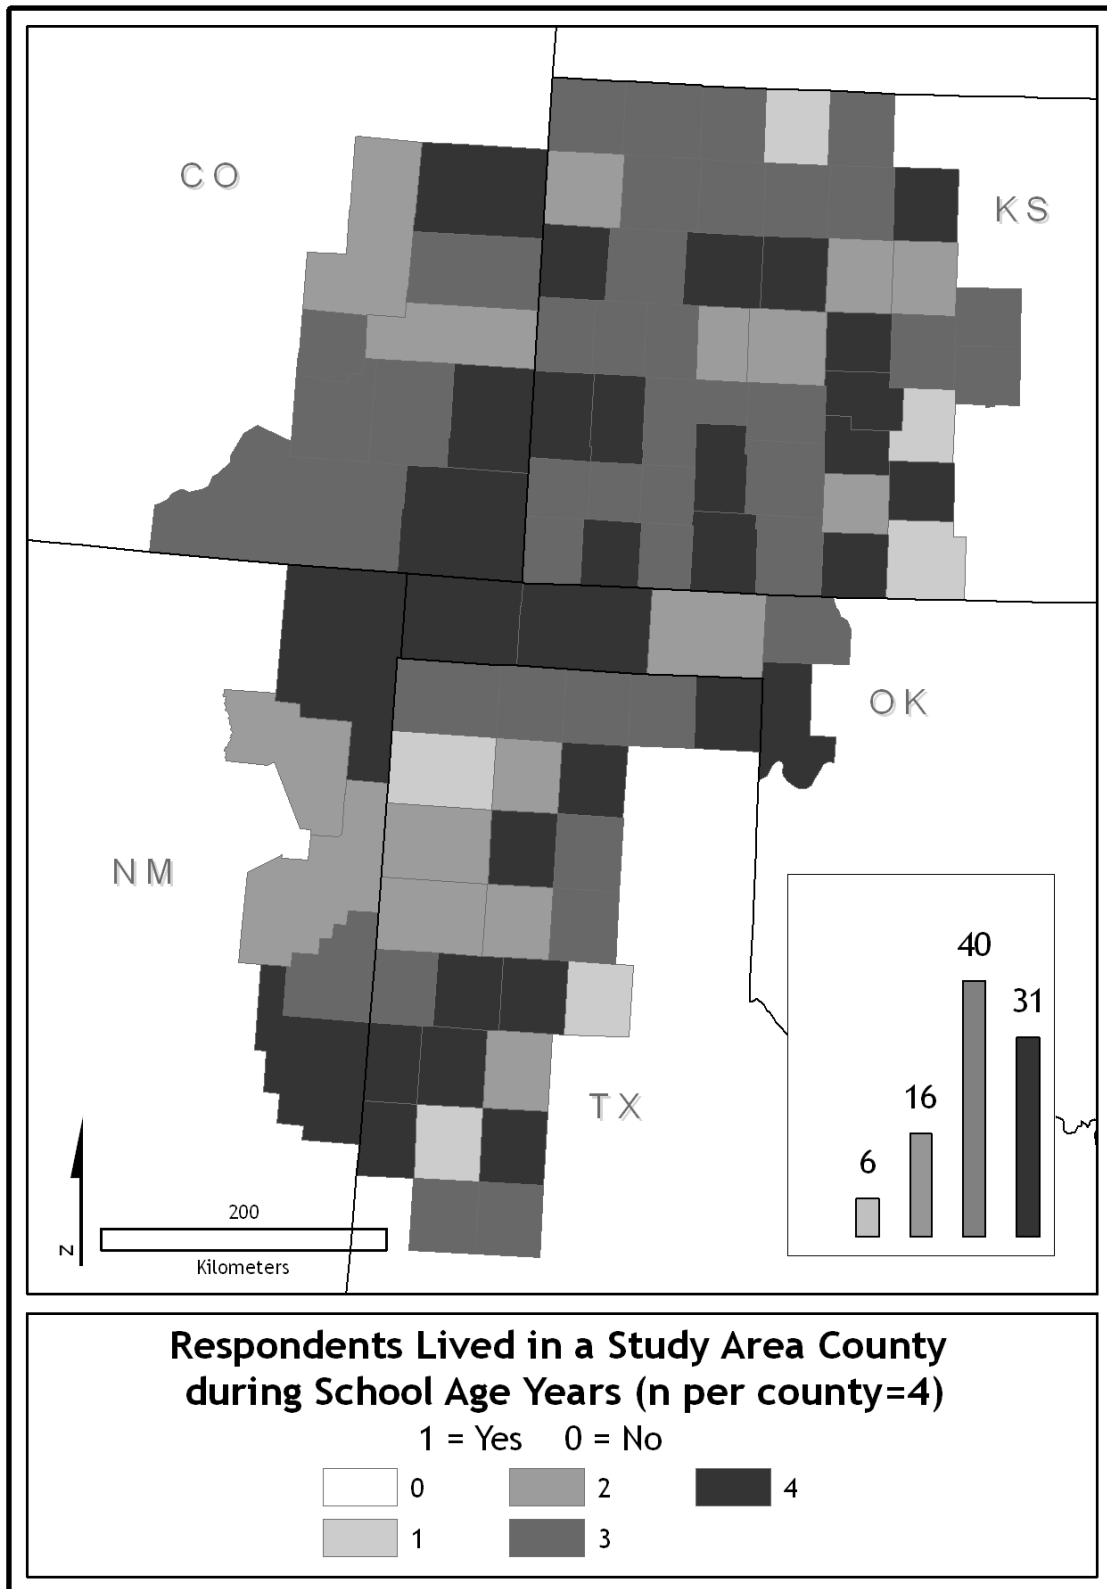 CO
KS
OK
NM
TX
40
31
16
6
200
Kilometers
N
Respondents Lived in a Study Area County
during School Age Years (n per county=4)
1 = Yes 0 = No
0 2 4
1 3